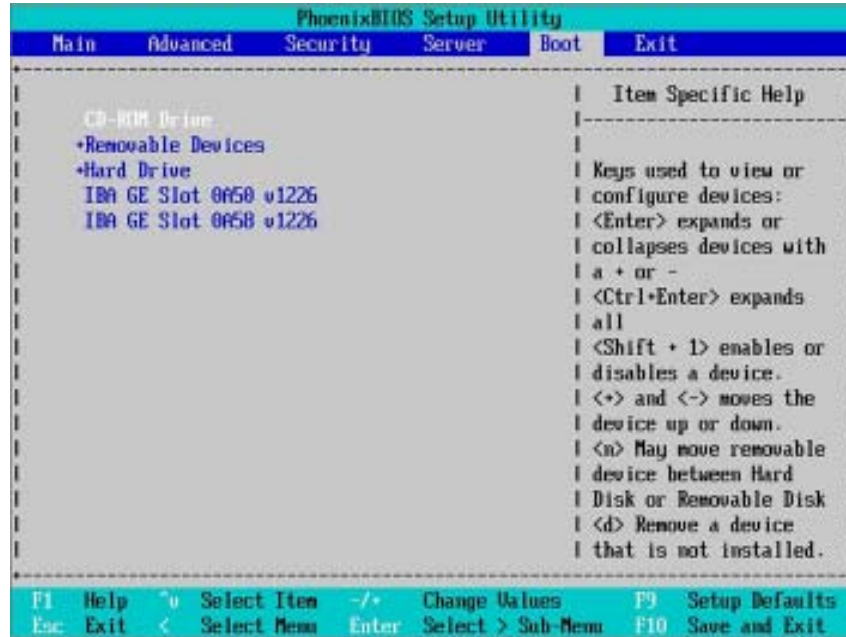 PhoenixBIOS Setup Utility
Main Advanced Security Server Boot Exit
Item Specific Help
CD-ROM Drive
+Removable Devices
+Hard Drive
IBA GE Slot 0A50 v1226
IBA GE Slot 0A58 v1226
Keys used to view or
configure devices:
<Enter> expands or
collapses devices with
a + or -
<Ctrl+Enter> expands
all
<Shift + 1> enables or
disables a device.
<+> and <-> moves the
device up or down.
<n> May move removable
device between Hard
Disk or Removable Disk
<d> Remove a device
that is not installed.
F1 Help ^v Select Item -/+ Change Values F9 Setup Defaults
Esc Exit < Select Menu Enter Select > Sub-Menu F10 Save and Exit